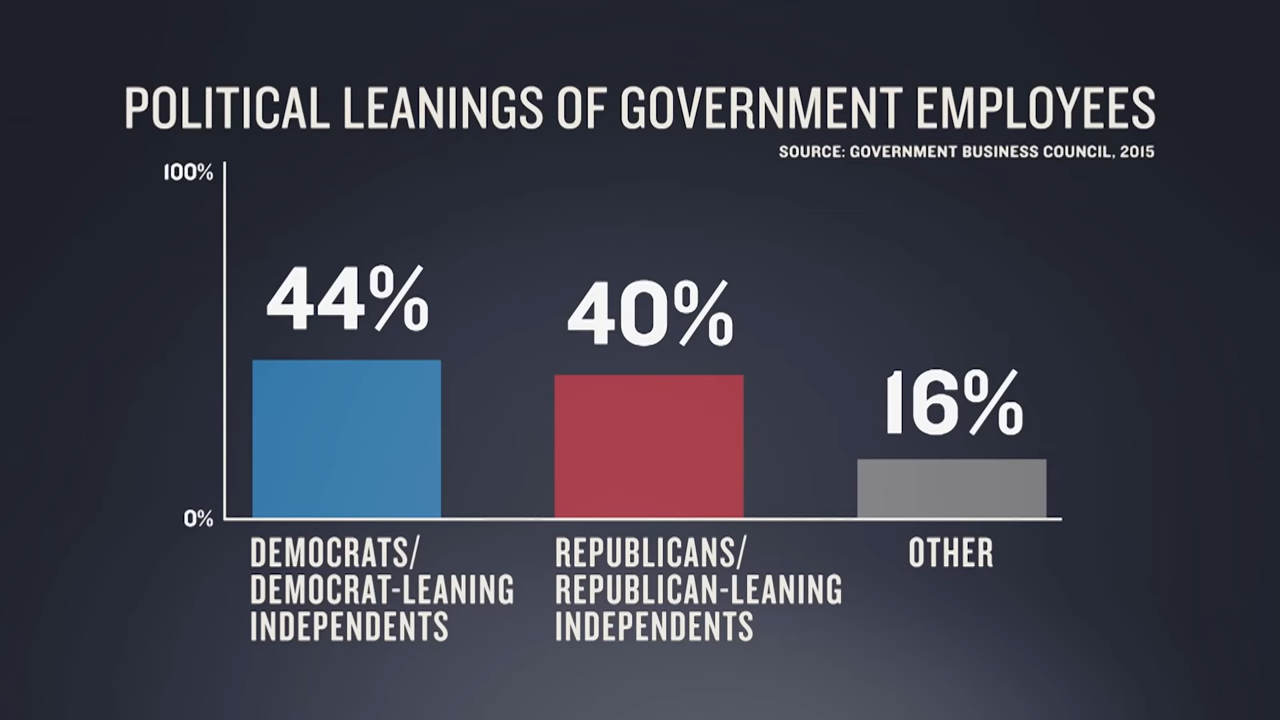 POLITICAL LEANINGS OF GOVERNMENT EMPLOYEES
SOURCE: GOVERNMENT BUSINESS COUNCIL, 2015
100%
44%
40%
16%
0%
DEMOCRATS/
DEMOCRAT-LEANING
INDEPENDENTS
REPUBLICANS/
REPUBLICAN-LEANING
INDEPENDENTS
OTHER